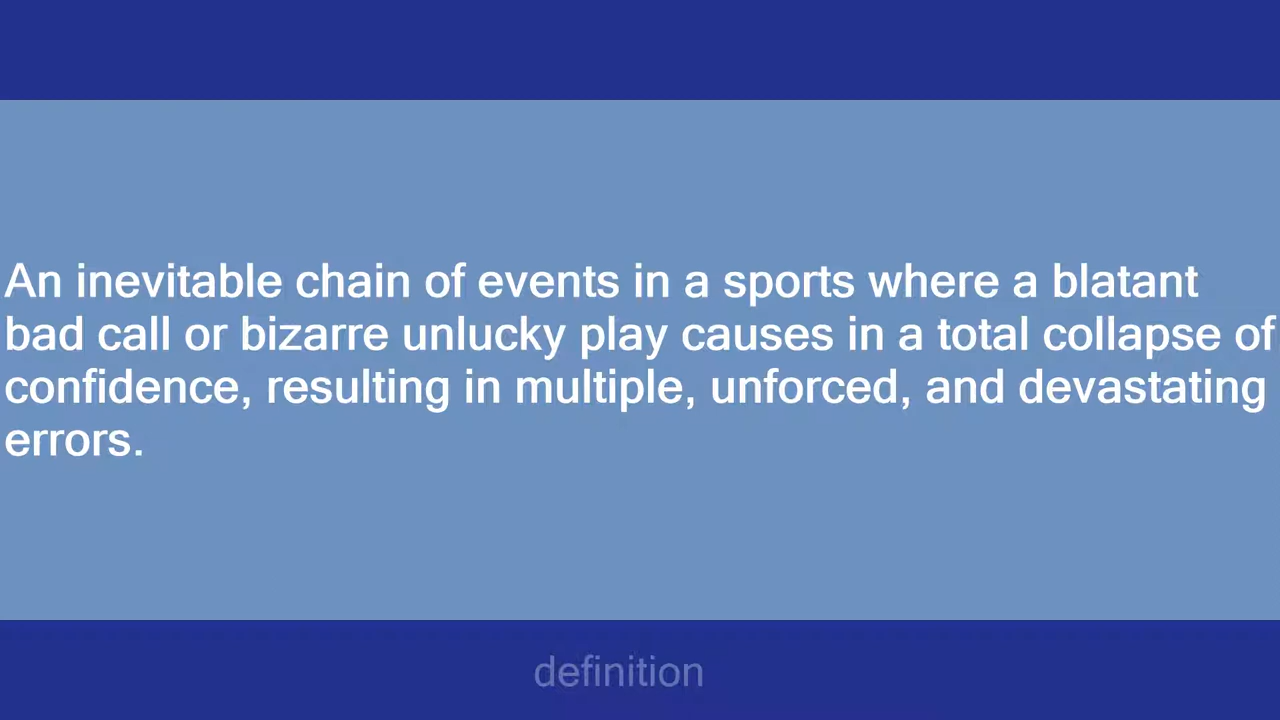 An inevitable chain of events in a sports where a blatant
bad call or bizarre unlucky play causes in a total collapse of
confidence, resulting in multiple, unforced, and devastating
errors.
definition